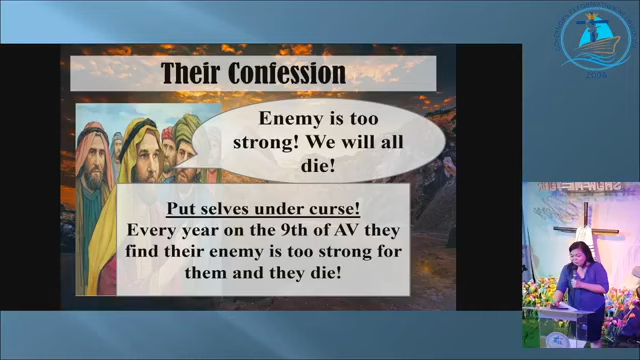 Their Confession
Enemy is too
strong! We will all
die!
Put selves under curse!
Every year on the 9th of AV they
find their enemy is too strong for
them and they die!
2004